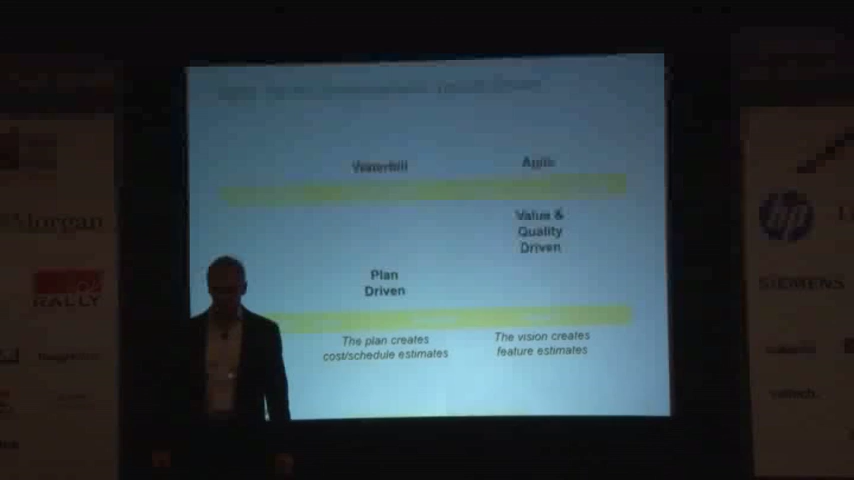 Waterfall
Agile
Value &
Quality
Driven
Plan
Driven
The plan creates
cost/schedule estimates
The vision creates
feature estimates
Morgan
RALLY
hp
SIEMENS
valtech.